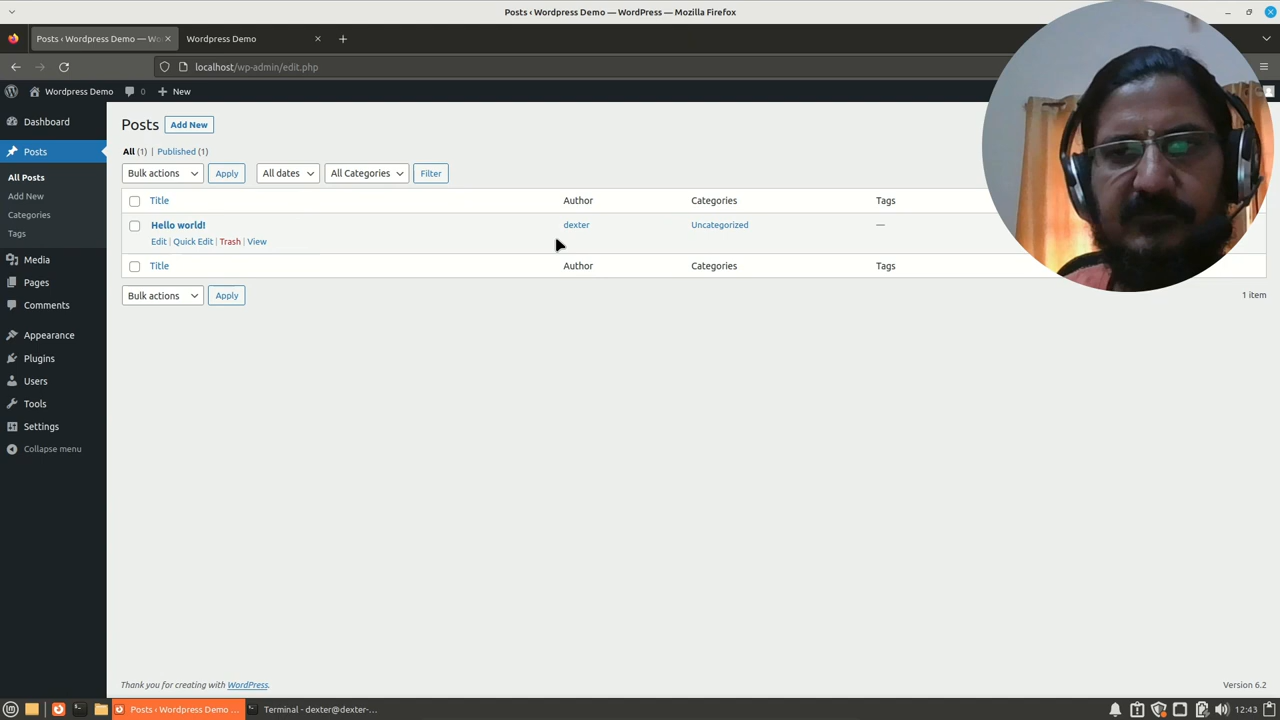 Posts ‹ Wordpress Demo — WordPress — Mozilla Firefox
Posts ‹ Wordpress Demo — Wo
Wordpress Demo
localhost/wp-admin/edit.php
Wordpress Demo 0 New
Dashboard
Posts
All Posts
Add New
Categories
Tags
Media
Pages
Comments
Appearance
Plugins
Users
Tools
Settings
Collapse menu
Posts Add New
All (1) | Published (1)
Bulk actions Apply All dates All Categories Filter
Title Author Categories Tags
Hello world! dexter Uncategorized —
Edit | Quick Edit | Trash | View
Title Author Categories Tags
Bulk actions Apply 1 item
Thank you for creating with WordPress. Version 6.2
Posts ‹ Wordpress Demo ... Terminal - dexter@dexter-... 12:43